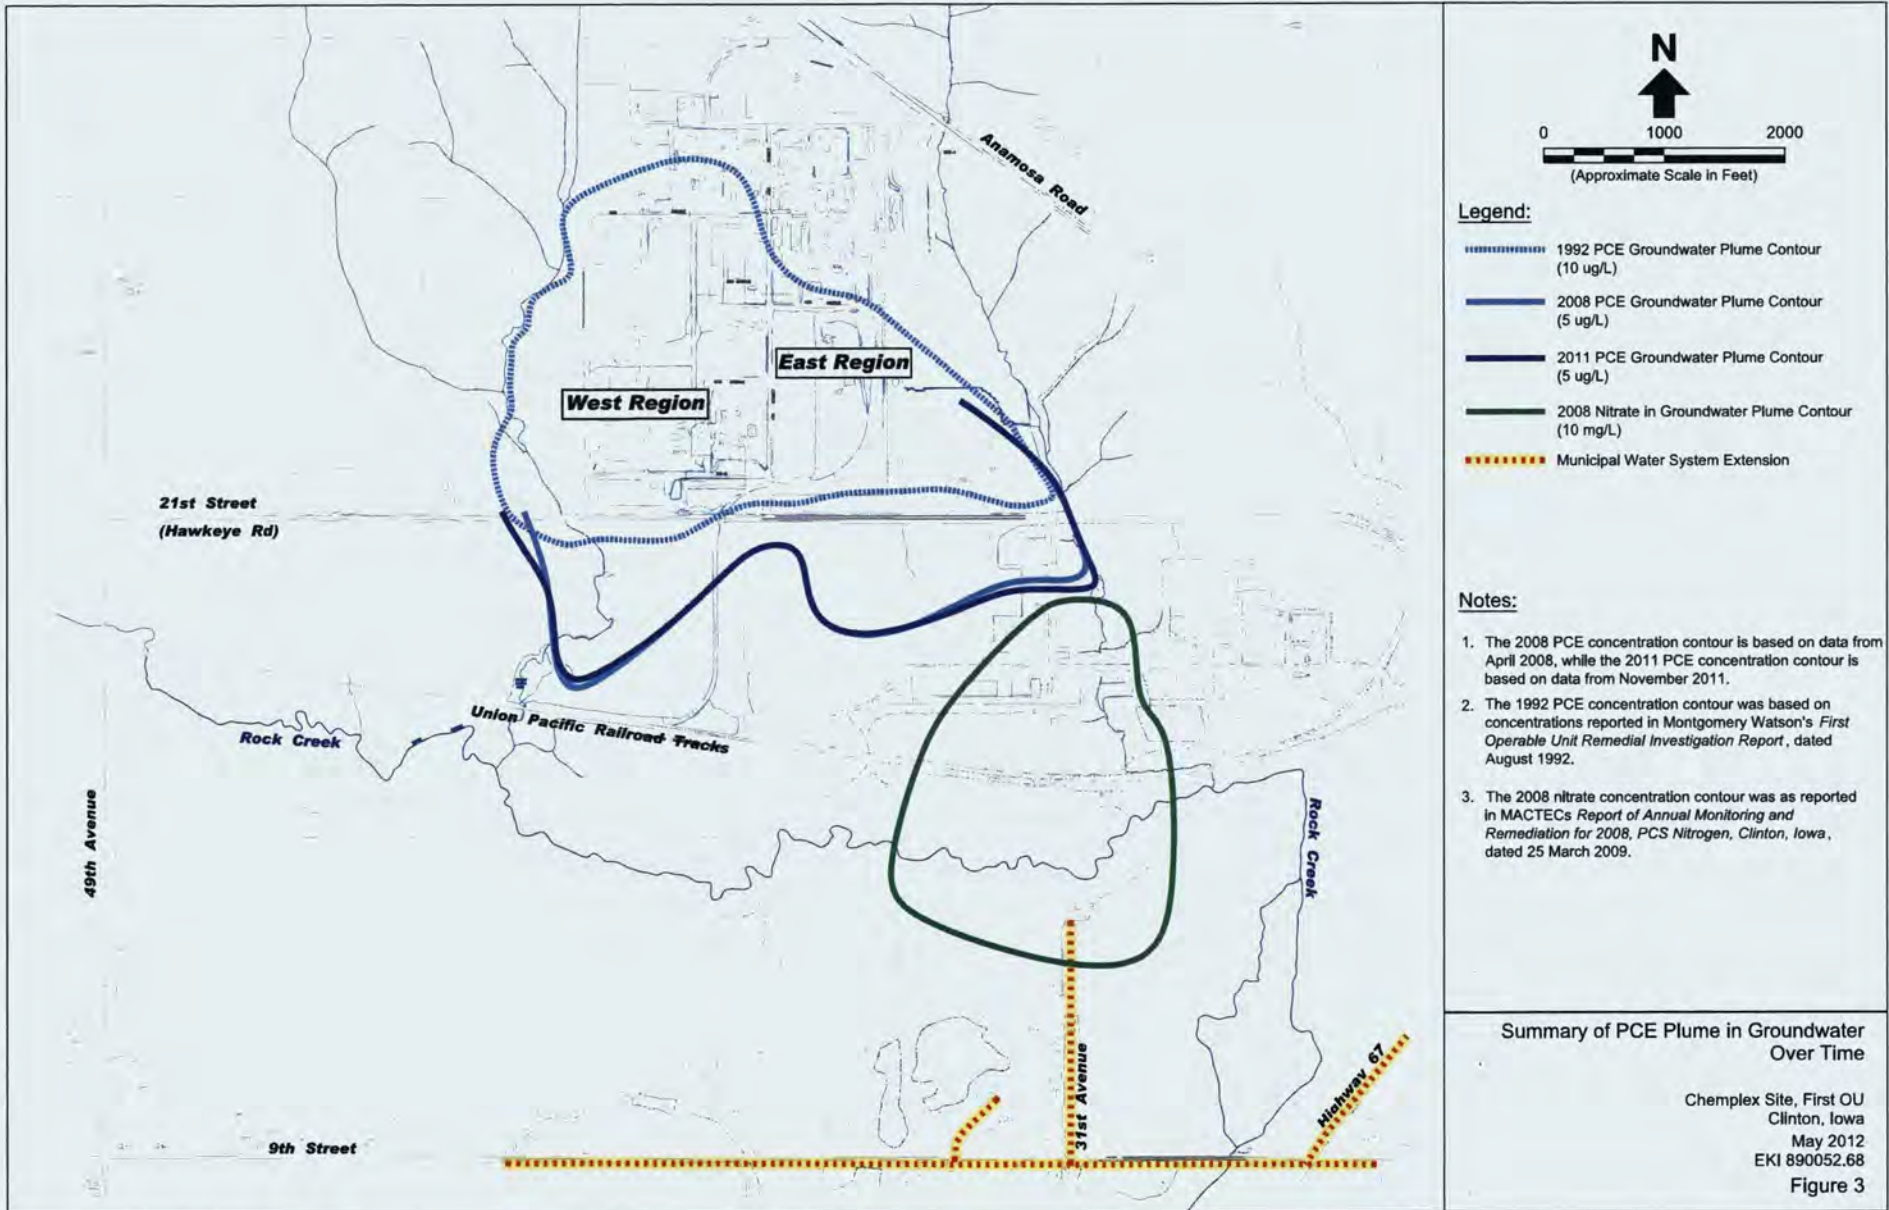 Anamosa Road
East Region
West Region
21st Street
(Hawkeye Rd)
Union Pacific Railroad Tracks
Rock Creek
49th Avenue
Rock Creek
31st Avenue
Highway 67
9th Street
N
0 1000 2000
(Approximate Scale in Feet)
Legend:
1992 PCE Groundwater Plume Contour
(10 ug/L)
2008 PCE Groundwater Plume Contour
(5 ug/L)
2011 PCE Groundwater Plume Contour
(5 ug/L)
2008 Nitrate in Groundwater Plume Contour
(10 mg/L)
Municipal Water System Extension
Notes:
1. The 2008 PCE concentration contour is based on data from
April 2008, while the 2011 PCE concentration contour is
based on data from November 2011.
2. The 1992 PCE concentration contour was based on
concentrations reported in Montgomery Watson's First
Operable Unit Remedial Investigation Report, dated
August 1992.
3. The 2008 nitrate concentration contour was as reported
in MACTECs Report of Annual Monitoring and
Remediation for 2008, PCS Nitrogen, Clinton, Iowa,
dated 25 March 2009.
Summary of PCE Plume in Groundwater
Over Time
Chemplex Site, First OU
Clinton, Iowa
May 2012
EKI 890052.68
Figure 3